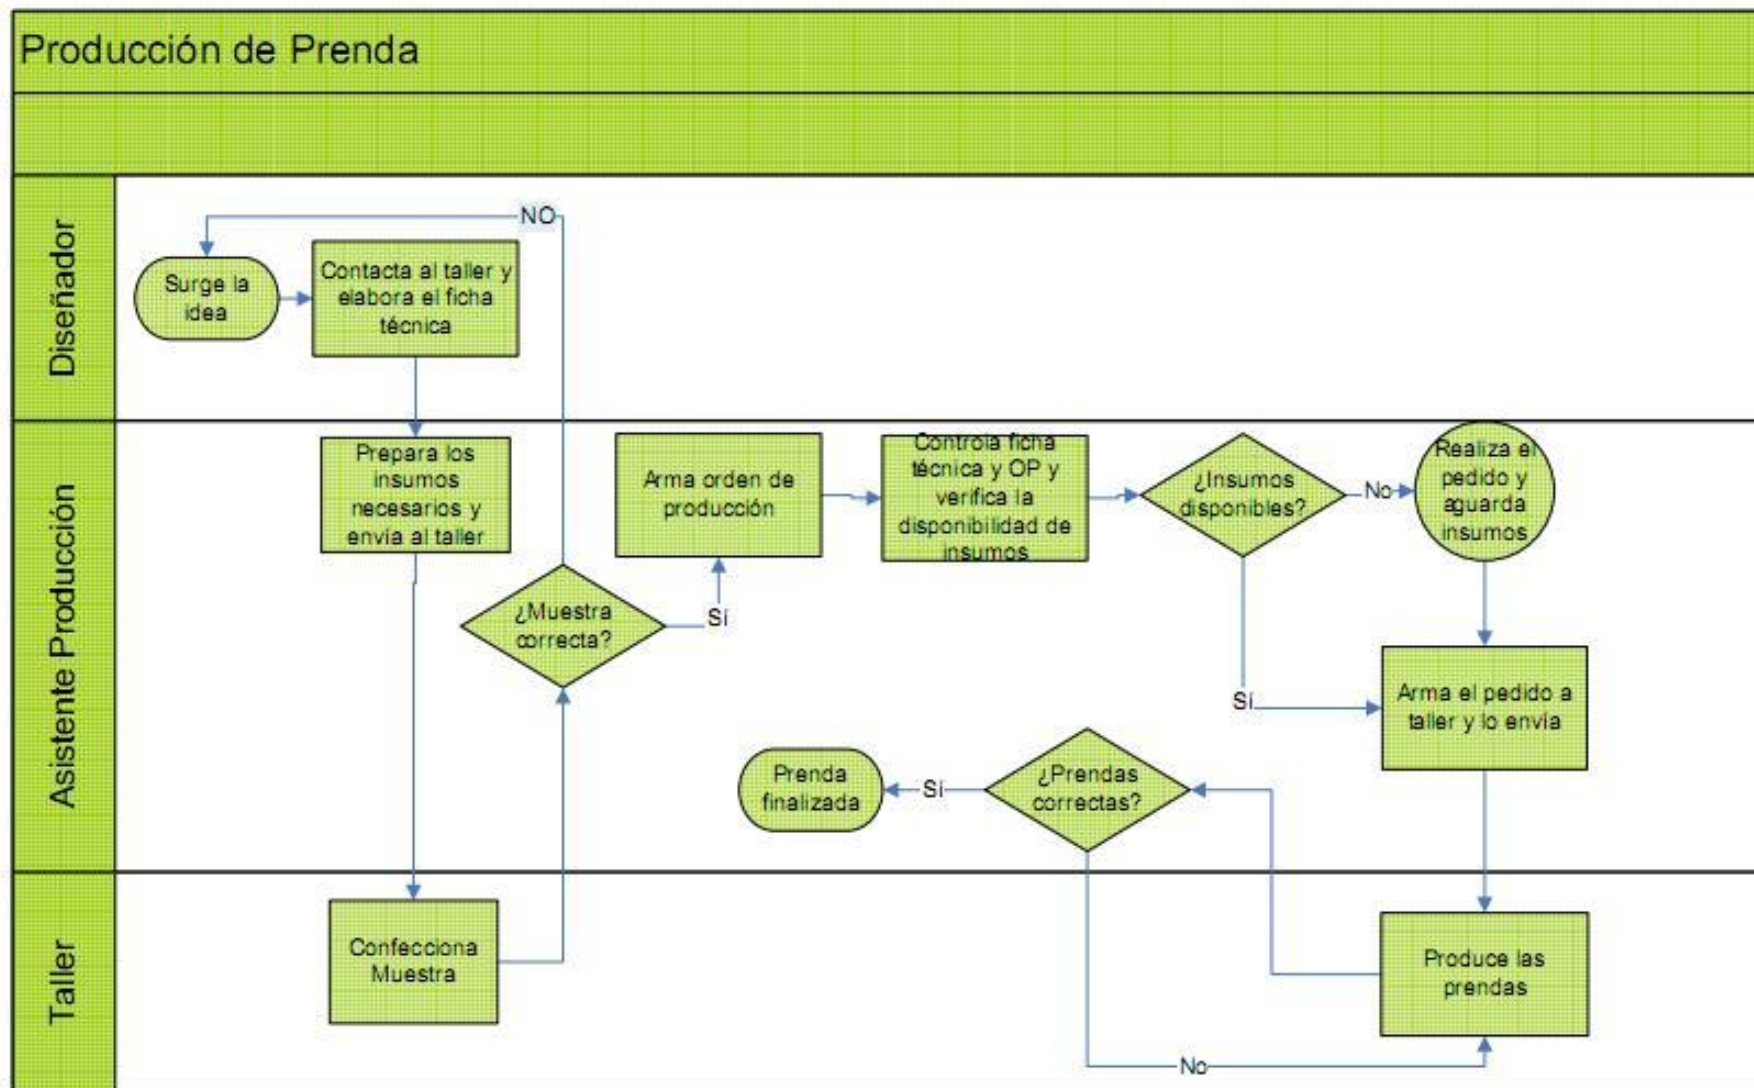 Producción de Prenda
Diseñador
NO
Surge la
idea
Contacta al taller y
elabora el ficha
técnica
Asistente Producción
Prepara los
insumos
necesarios y
envía al taller
¿Muestra
correcta?
Sí
Arma orden de
producción
Controla ficha
técnica y OP y
verifica la
disponibilidad de
insumos
¿Insumos
disponibles?
No
Realiza el
pedido y
aguarda
insumos
Sí
Arma el pedido a
taller y lo envía
¿Prendas
correctas?
Sí
Prenda
finalizada
Taller
Confecciona
Muestra
Produce las
prendas
No